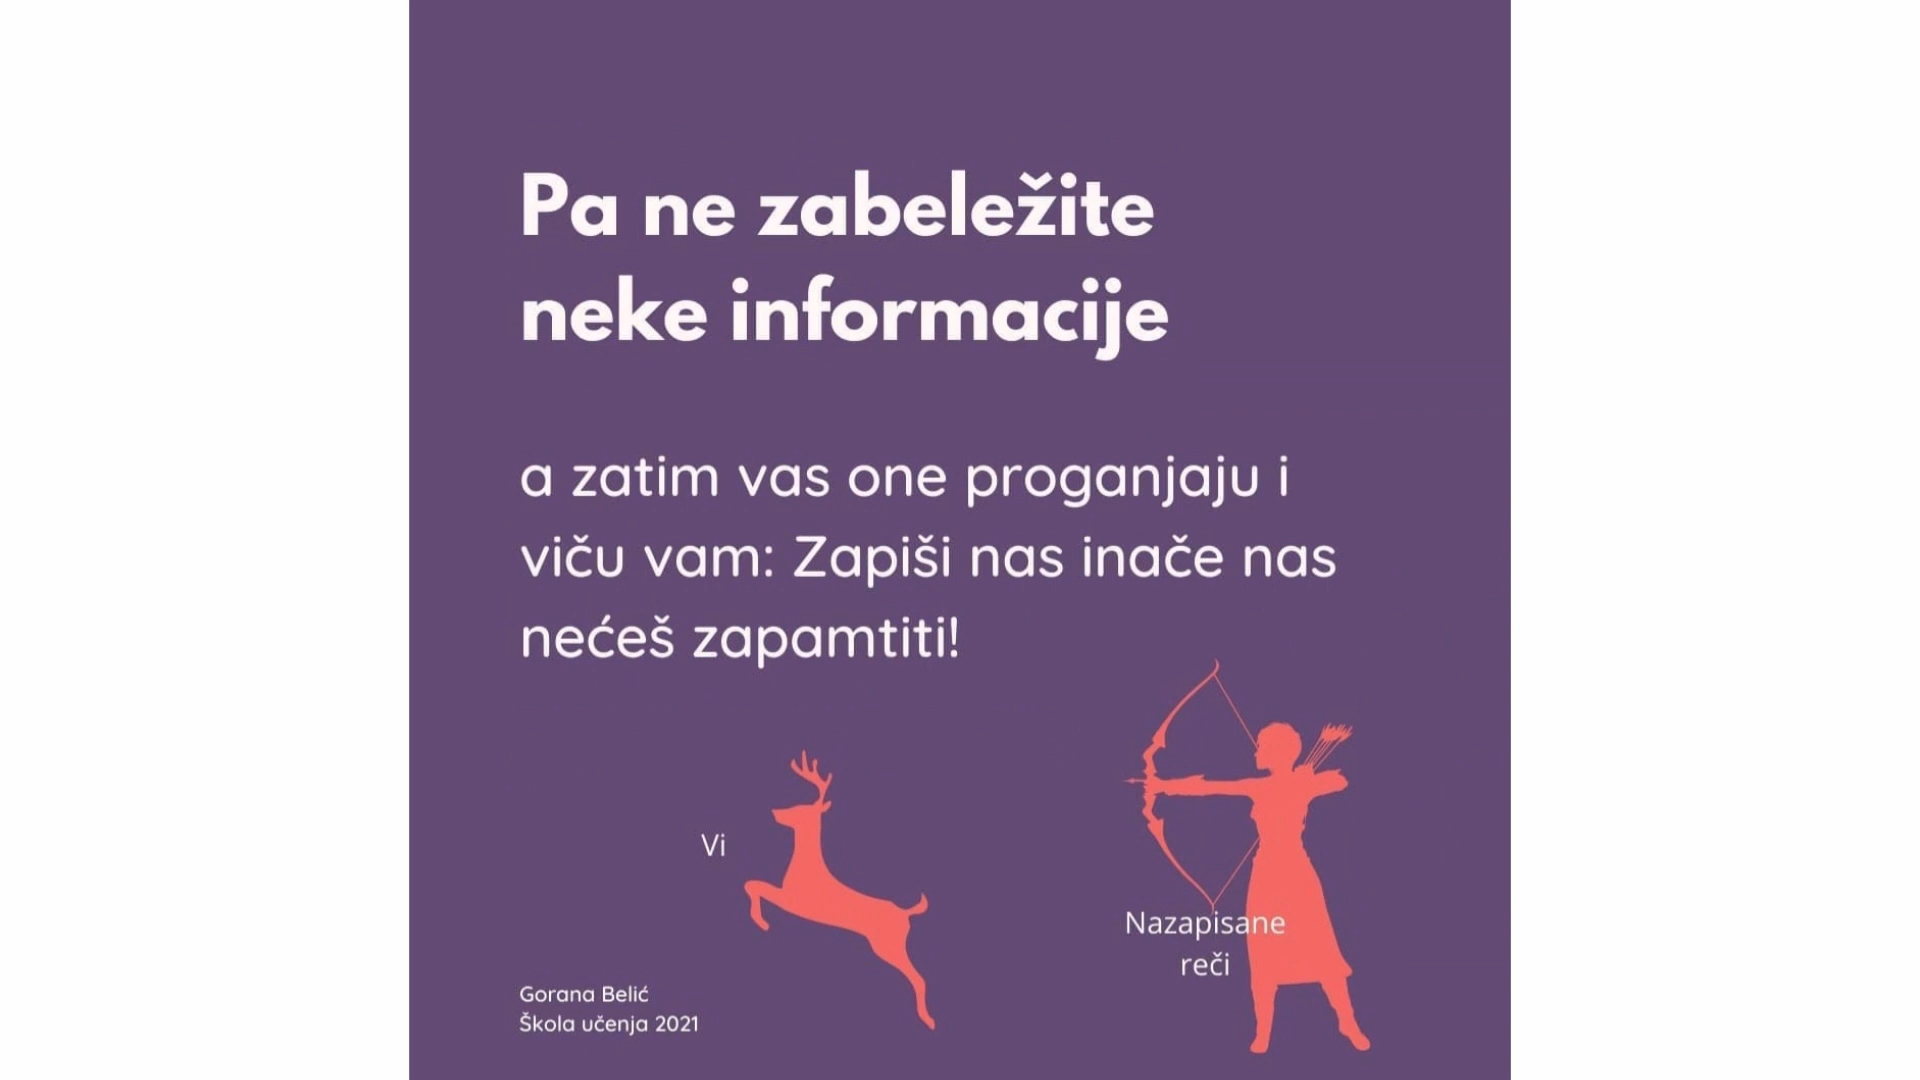 Pa ne zabeležite
neke informacije
a zatim vas one proganjaju i
viču vam: Zapiši nas inače nas
nećeš zapamtiti!
Vi
Nazapisane
reči
Gorana Belić
Škola učenja 2021